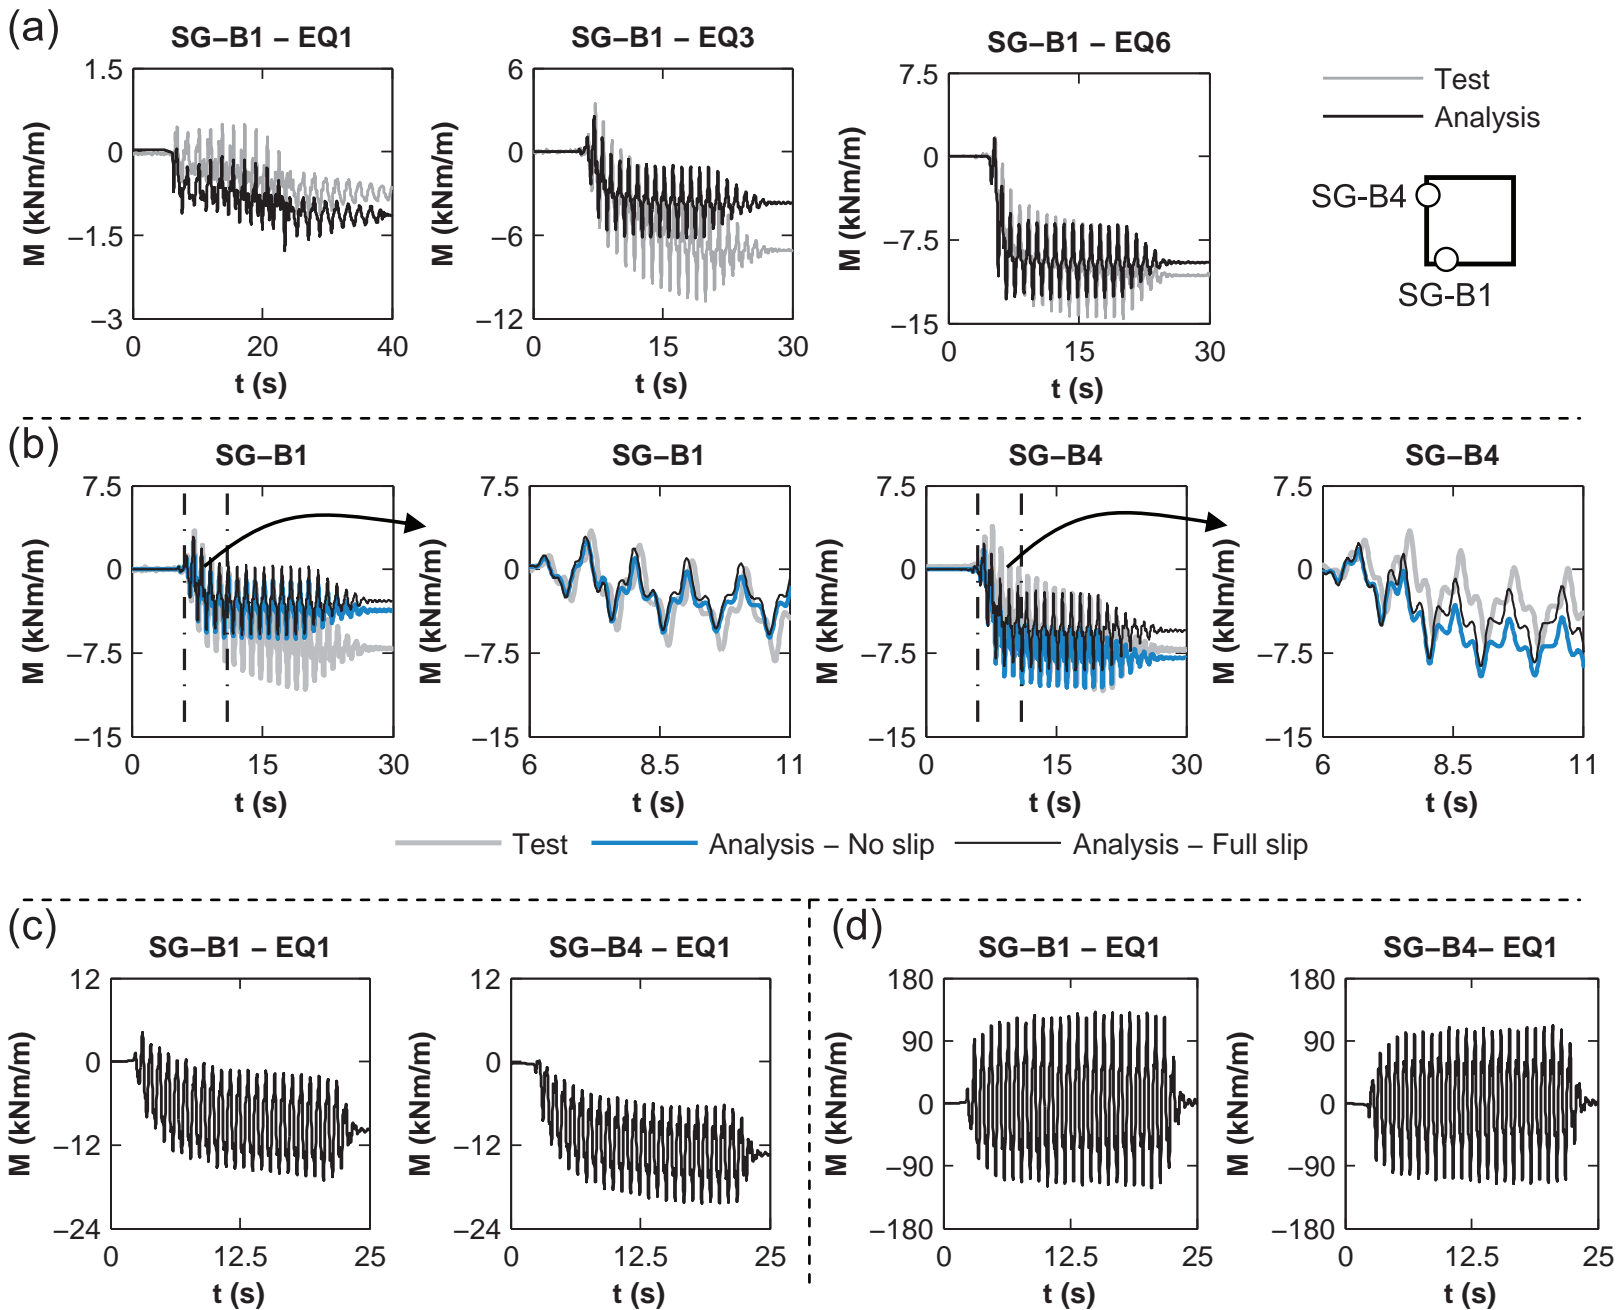 (a)
SG–B1 – EQ1
SG–B1 – EQ3
SG–B1 – EQ6
1.5
0
−1.5
−3
M (kNm/m)
0 20 40
t (s)
6
0
−6
−12
M (kNm/m)
0 15 30
t (s)
7.5
0
−7.5
−15
M (kNm/m)
0 15 30
t (s)
Test
Analysis
SG-B4
SG-B1
(b)
SG–B1
SG–B1
SG–B4
SG–B4
7.5
0
−7.5
−15
M (kNm/m)
0 15 30
t (s)
7.5
0
−7.5
−15
M (kNm/m)
6 8.5 11
t (s)
7.5
0
−7.5
−15
M (kNm/m)
0 15 30
t (s)
7.5
0
−7.5
−15
M (kNm/m)
6 8.5 11
t (s)
Test
Analysis – No slip
Analysis – Full slip
(c)
SG–B1 – EQ1
SG–B4 – EQ1
12
0
−12
−24
M (kNm/m)
0 12.5 25
t (s)
12
0
−12
−24
M (kNm/m)
0 12.5 25
t (s)
(d)
SG–B1 – EQ1
SG–B4– EQ1
180
90
0
−90
−180
M (kNm/m)
0 12.5 25
t (s)
180
90
0
−90
−180
M (kNm/m)
0 12.5 25
t (s)